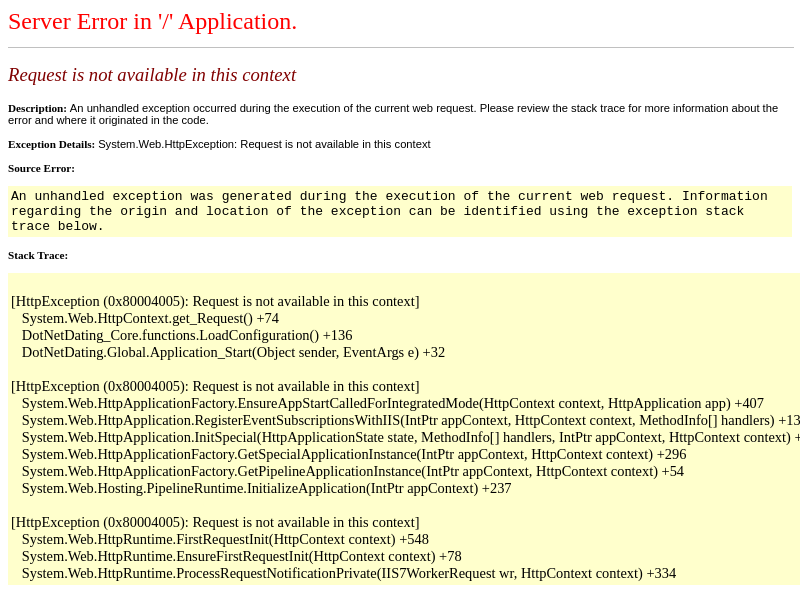 Server Error in '/' Application.
Request is not available in this context
Description: An unhandled exception occurred during the execution of the current web request. Please review the stack trace for more information about the
error and where it originated in the code.
Exception Details: System.Web.HttpException: Request is not available in this context
Source Error:
An unhandled exception was generated during the execution of the current web request. Information
regarding the origin and location of the exception can be identified using the exception stack
trace below.
Stack Trace:
[HttpException (0x80004005): Request is not available in this context]
System.Web.HttpContext.get_Request() +74
DotNetDating_Core.functions.LoadConfiguration() +136
DotNetDating.Global.Application_Start(Object sender, EventArgs e) +32
[HttpException (0x80004005): Request is not available in this context]
System.Web.HttpApplicationFactory.EnsureAppStartCalledForIntegratedMode(HttpContext context, HttpApplication app) +407
System.Web.HttpApplication.RegisterEventSubscriptionsWithIIS(IntPtr appContext, HttpContext context, MethodInfo[] handlers) +13
System.Web.HttpApplication.InitSpecial(HttpApplicationState state, MethodInfo[] handlers, IntPtr appContext, HttpContext context) +
System.Web.HttpApplicationFactory.GetSpecialApplicationInstance(IntPtr appContext, HttpContext context) +296
System.Web.HttpApplicationFactory.GetPipelineApplicationInstance(IntPtr appContext, HttpContext context) +54
System.Web.Hosting.PipelineRuntime.InitializeApplication(IntPtr appContext) +237
[HttpException (0x80004005): Request is not available in this context]
System.Web.HttpRuntime.FirstRequestInit(HttpContext context) +548
System.Web.HttpRuntime.EnsureFirstRequestInit(HttpContext context) +78
System.Web.HttpRuntime.ProcessRequestNotificationPrivate(IIS7WorkerRequest wr, HttpContext context) +334